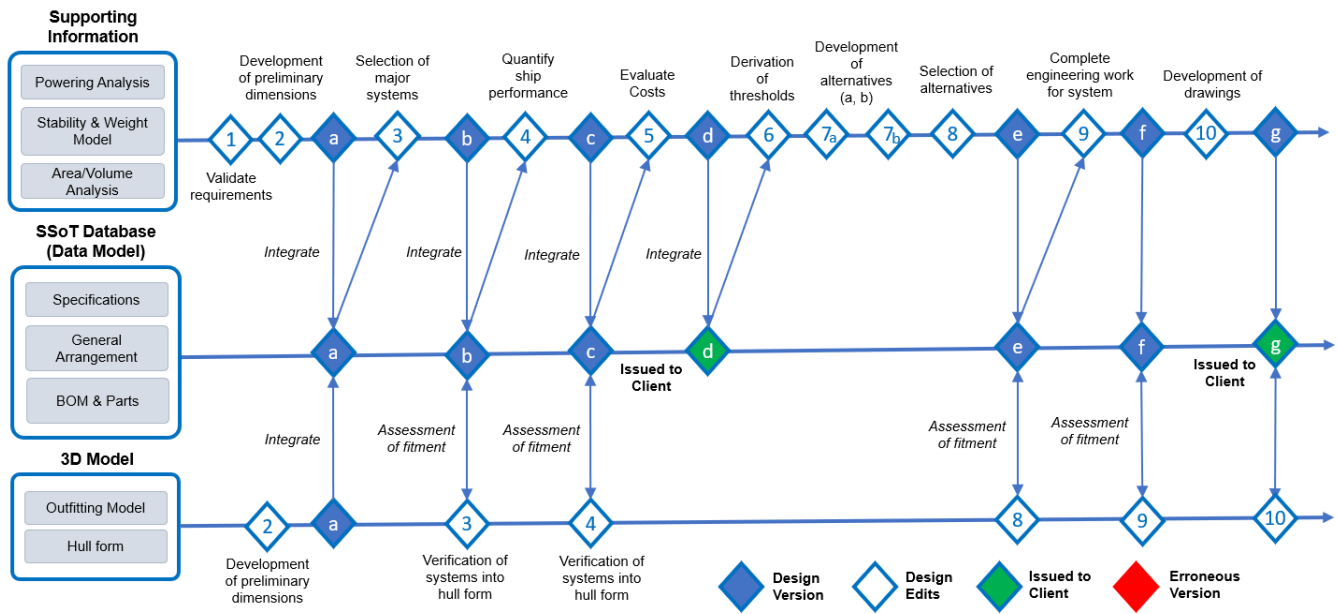 Supporting
Information
Powering Analysis
Stability & Weight
Model
Area/Volume
Analysis
Validate
requirements
Development
of preliminary
dimensions
Selection of
major
systems
Quantify
ship
performance
Evaluate
Costs
Derivation
of
thresholds
Development
of
alternatives
(a, b)
Selection of
alternatives
Complete
engineering work
for system
Development of
drawings
1
2
a
3
b
4
c
5
d
6
7a
7b
8
e
9
f
10
g
Integrate
Integrate
Integrate
Integrate
SSoT Database
(Data Model)
Specifications
General
Arrangement
BOM & Parts
a
b
c
Issued to
Client
d
e
f
Issued to
Client
g
Integrate
Assessment
of fitment
Assessment
of fitment
Assessment
of fitment
Assessment
of fitment
3D Model
Outfitting Model
Hull form
2
a
3
4
8
9
10
Development
of preliminary
dimensions
Verification of
systems into
hull form
Verification of
systems into
hull form
Design
Version
Design
Edits
Issued to
Client
Erroneous
Version